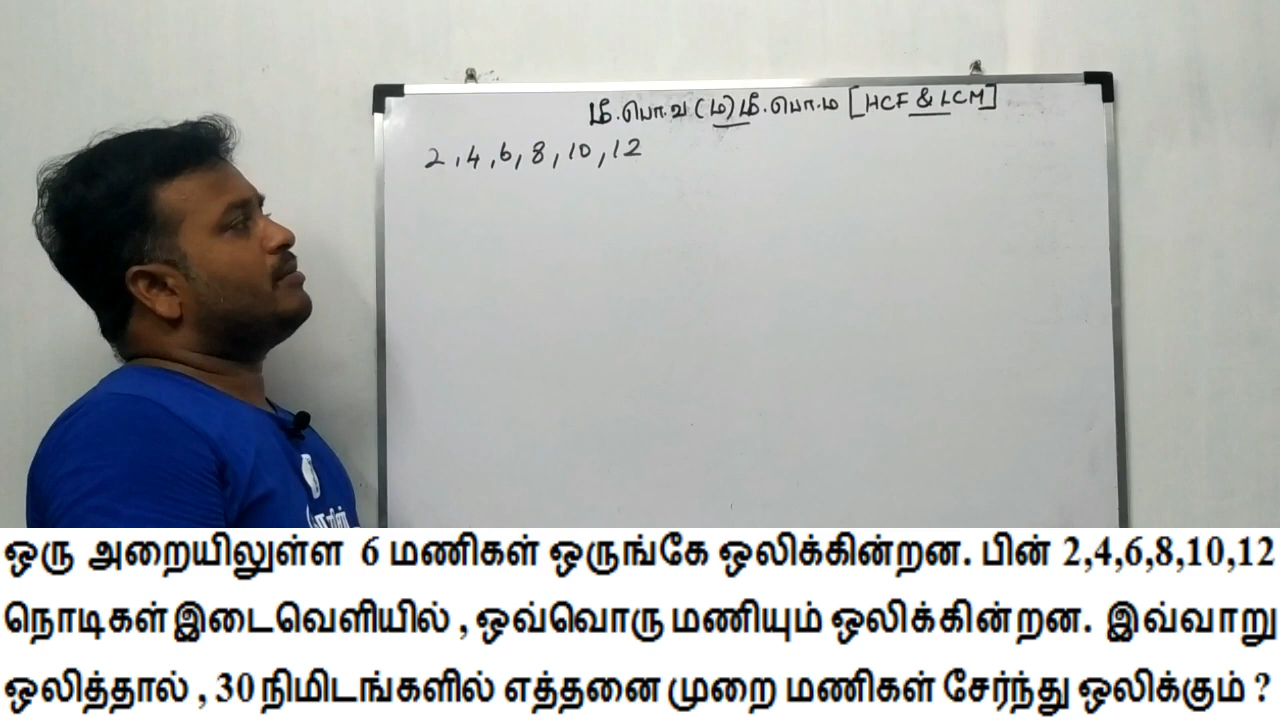 மீ.பொ.வ (ம) மீ.பொ.ம [HCF & LCM]
2, 4, 6, 8, 10, 12
ஒரு அறையிலுள்ள 6 மணிகள் ஒருங்கே ஒலிக்கின்றன. பின் 2,4,6,8,10,12
நொடிகள் இடைவெளியில் , ஒவ்வொரு மணியும் ஒலிக்கின்றன. இவ்வாறு
ஒலித்தால் , 30 நிமிடங்களில் எத்தனை முறை மணிகள் சேர்ந்து ஒலிக்கும் ?